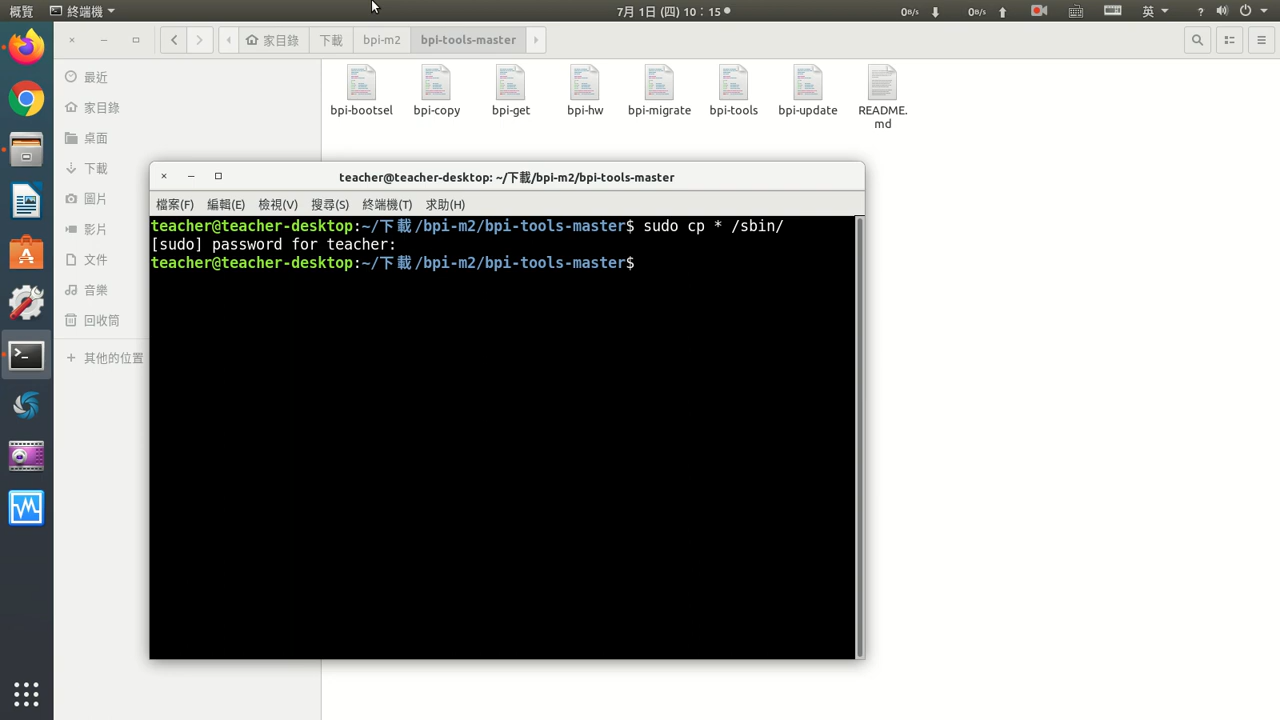 概覽 終端機 7月 1日 (四) 10：15 0B/s 0B/s 英 ?
家目錄 下載 bpi-m2 bpi-tools-master
最近
家目錄
桌面
下載
圖片
影片
文件
音樂
回收筒
其他的位置
bpi-bootsel bpi-copy bpi-get bpi-hw bpi-migrate bpi-tools bpi-update README.
md
teacher@teacher-desktop: ~/下載/bpi-m2/bpi-tools-master
檔案(F) 編輯(E) 檢視(V) 搜尋(S) 終端機(T) 求助(H)
teacher@teacher-desktop:~/下載/bpi-m2/bpi-tools-master$ sudo cp * /sbin/
[sudo] password for teacher:
teacher@teacher-desktop:~/下載/bpi-m2/bpi-tools-master$